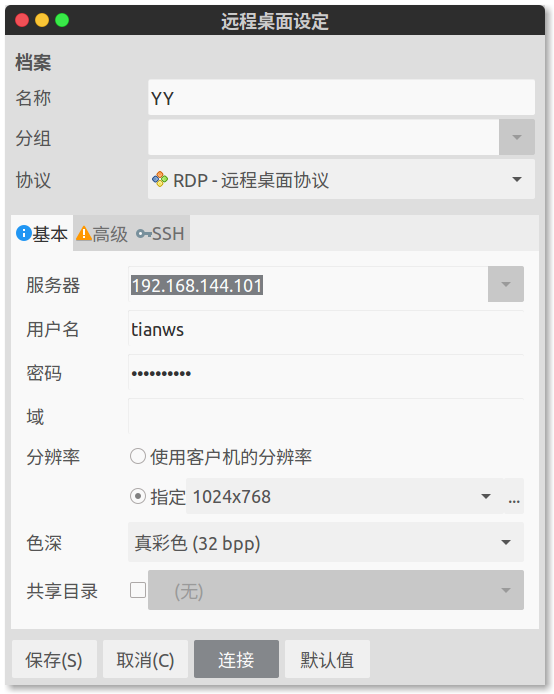 远程桌面设定
档案
名称 YY
分组
协议 RDP - 远程桌面协议
基本 高级 SSH
服务器 192.168.144.101
用户名 tianws
密码 ••••••••••
域
分辨率 使用客户机的分辨率
指定 1024x768 ...
色深 真彩色 (32 bpp)
共享目录 (无)
保存(S) 取消(C) 连接 默认值